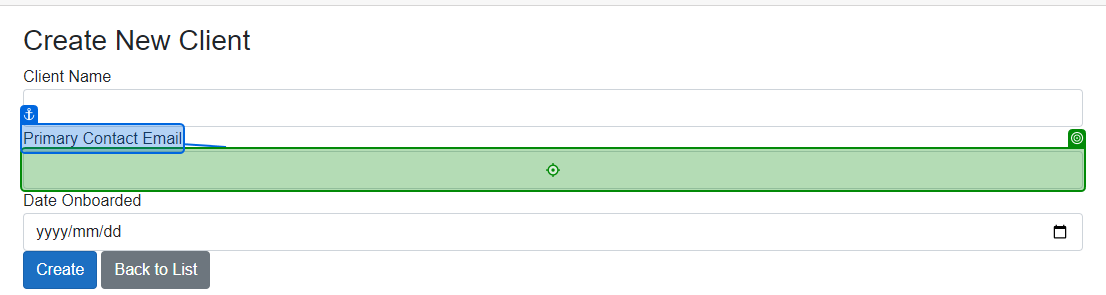 Create New Client
Client Name
Primary Contact Email
Date Onboarded
yyyy/mm/dd
Create Back to List